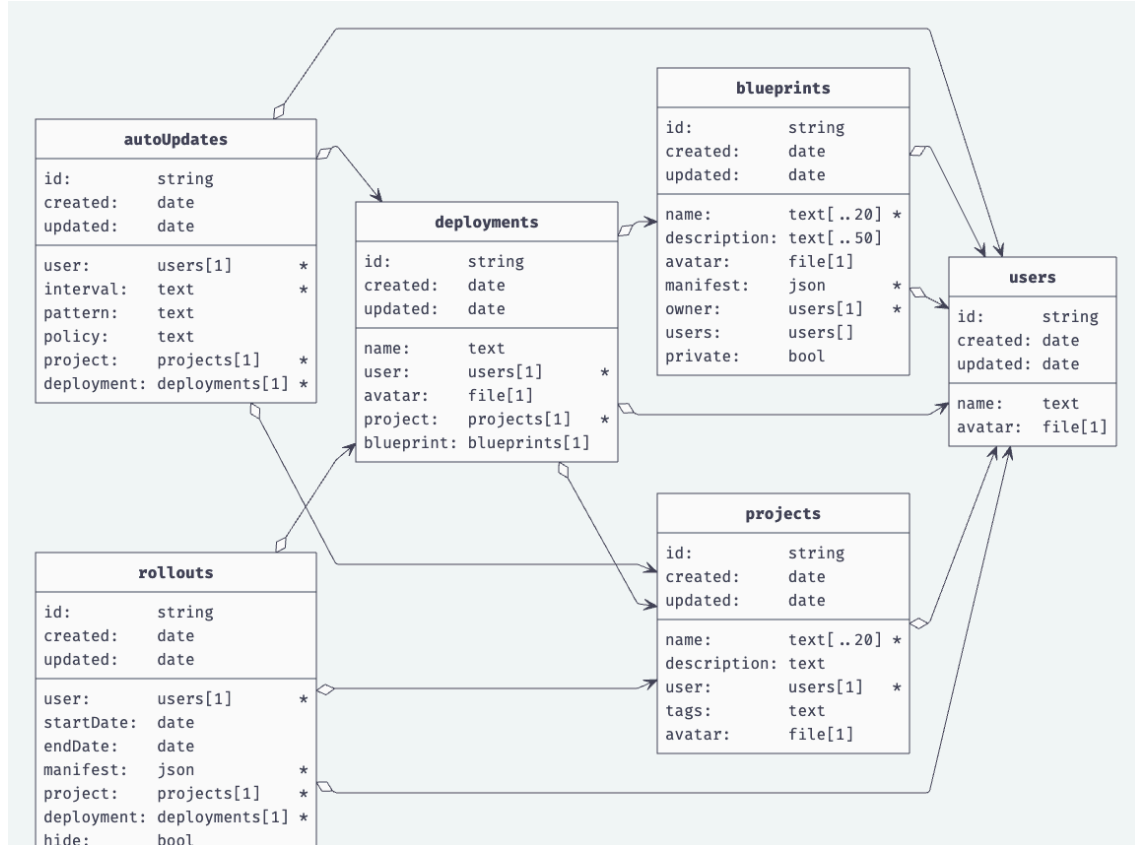 autoUpdates
id: string
created: date
updated: date
user: users[1] *
interval: text *
pattern: text
policy: text
project: projects[1] *
deployment: deployments[1] *
deployments
id: string
created: date
updated: date
name: text
user: users[1] *
avatar: file[1]
project: projects[1] *
blueprint: blueprints[1]
blueprints
id: string
created: date
updated: date
name: text[..20] *
description: text[..50]
avatar: file[1]
manifest: json *
owner: users[1] *
users: users[]
private: bool
users
id: string
created: date
updated: date
name: text
avatar: file[1]
rollouts
id: string
created: date
updated: date
user: users[1] *
startDate: date
endDate: date
manifest: json *
project: projects[1] *
deployment: deployments[1] *
hide: bool
projects
id: string
created: date
updated: date
name: text[..20] *
description: text
user: users[1] *
tags: text
avatar: file[1]